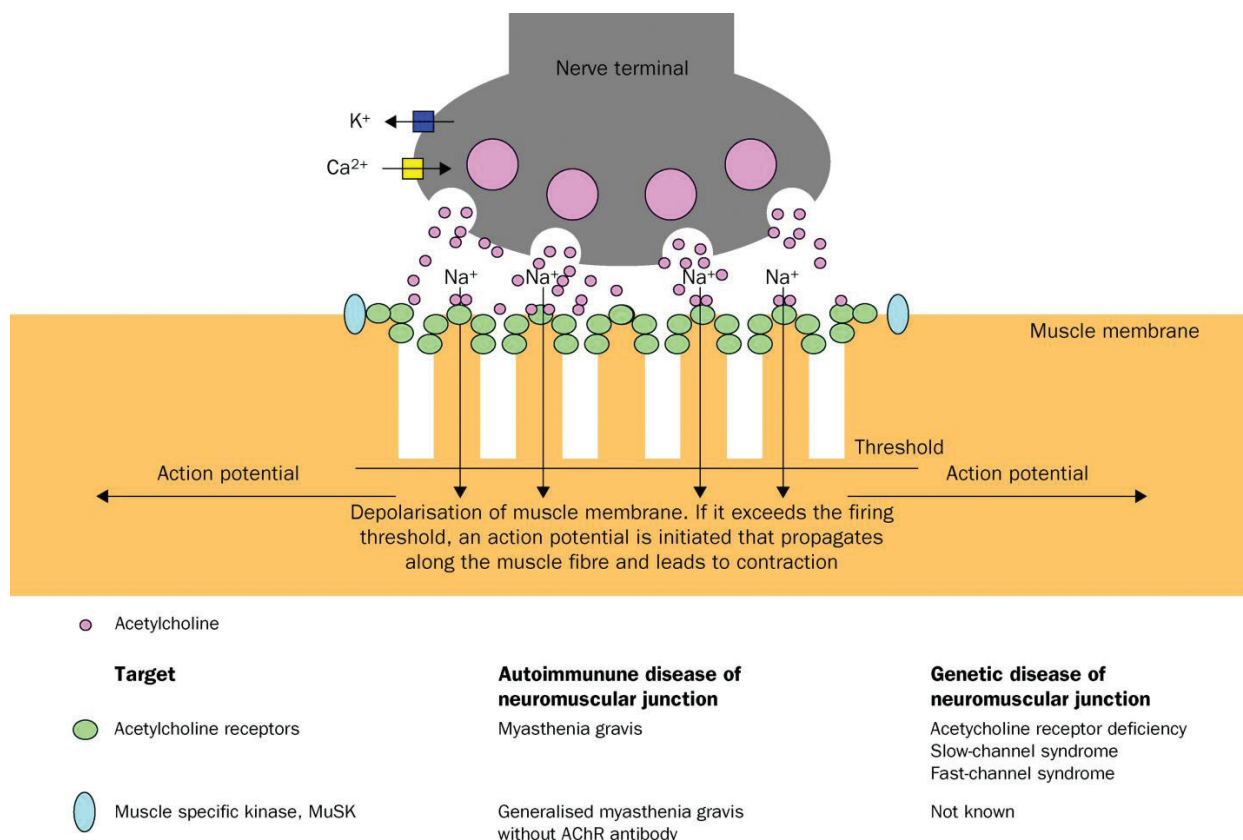 Nerve terminal
K+
Ca2+
Na+ Na+ Na+ Na+
Muscle membrane
Threshold
Action potential Action potential
Depolarisation of muscle membrane. If it exceeds the firing
threshold, an action potential is initiated that propagates
along the muscle fibre and leads to contraction
Acetylcholine
Target
Autoimmunune disease of
neuromuscular junction
Genetic disease of
neuromuscular junction
Acetylcholine receptors
Myasthenia gravis
Acetycholine receptor deficiency
Slow-channel syndrome
Fast-channel syndrome
Muscle specific kinase, MuSK
Generalised myasthenia gravis
without AChR antibody
Not known